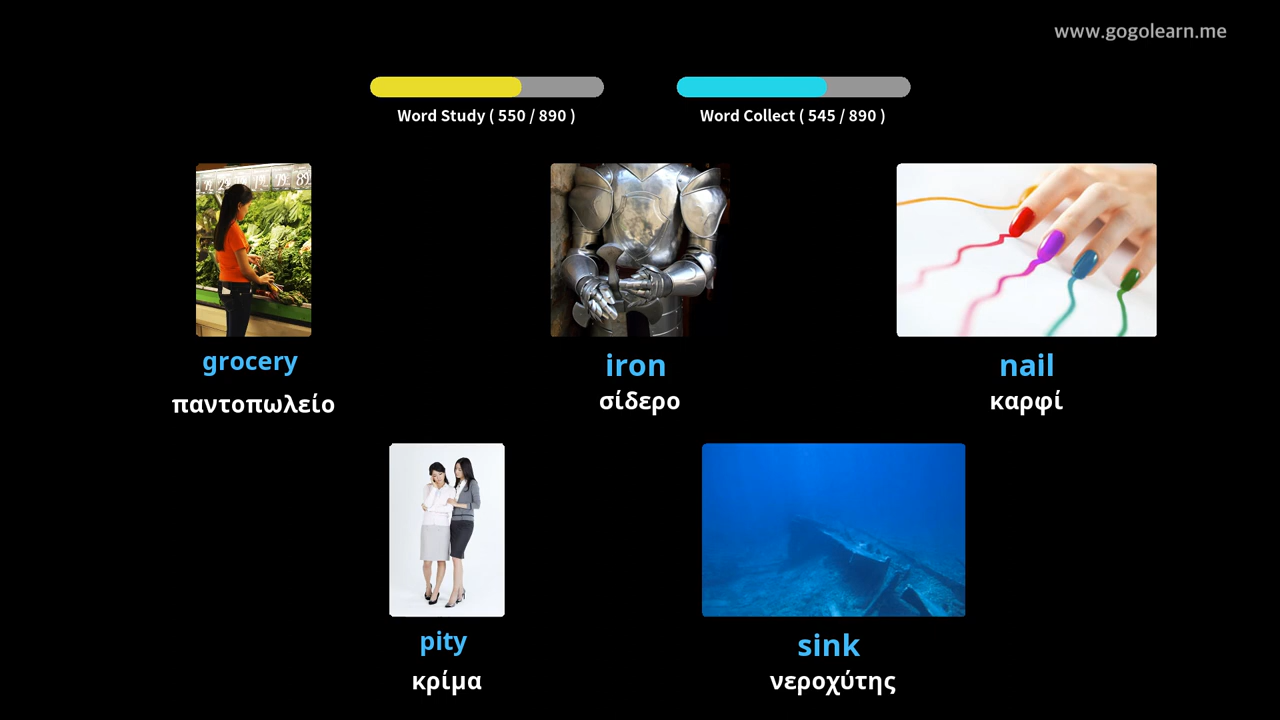 www.gogolearn.me
Word Study ( 550 / 890 )
Word Collect ( 545 / 890 )
grocery
παντοπωλείο
iron
σίδερο
nail
καρφί
pity
κρίμα
sink
νεροχύτης